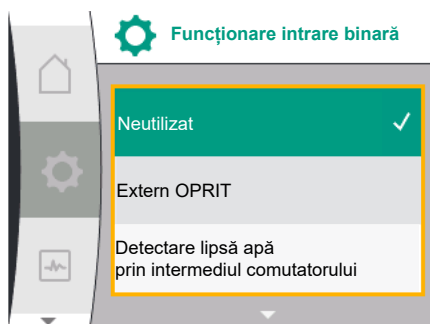 Funcționare intrare binară
Neutilizat
Extern OPRIT
Detectare lipsă apă
prin intermediul comutatorului